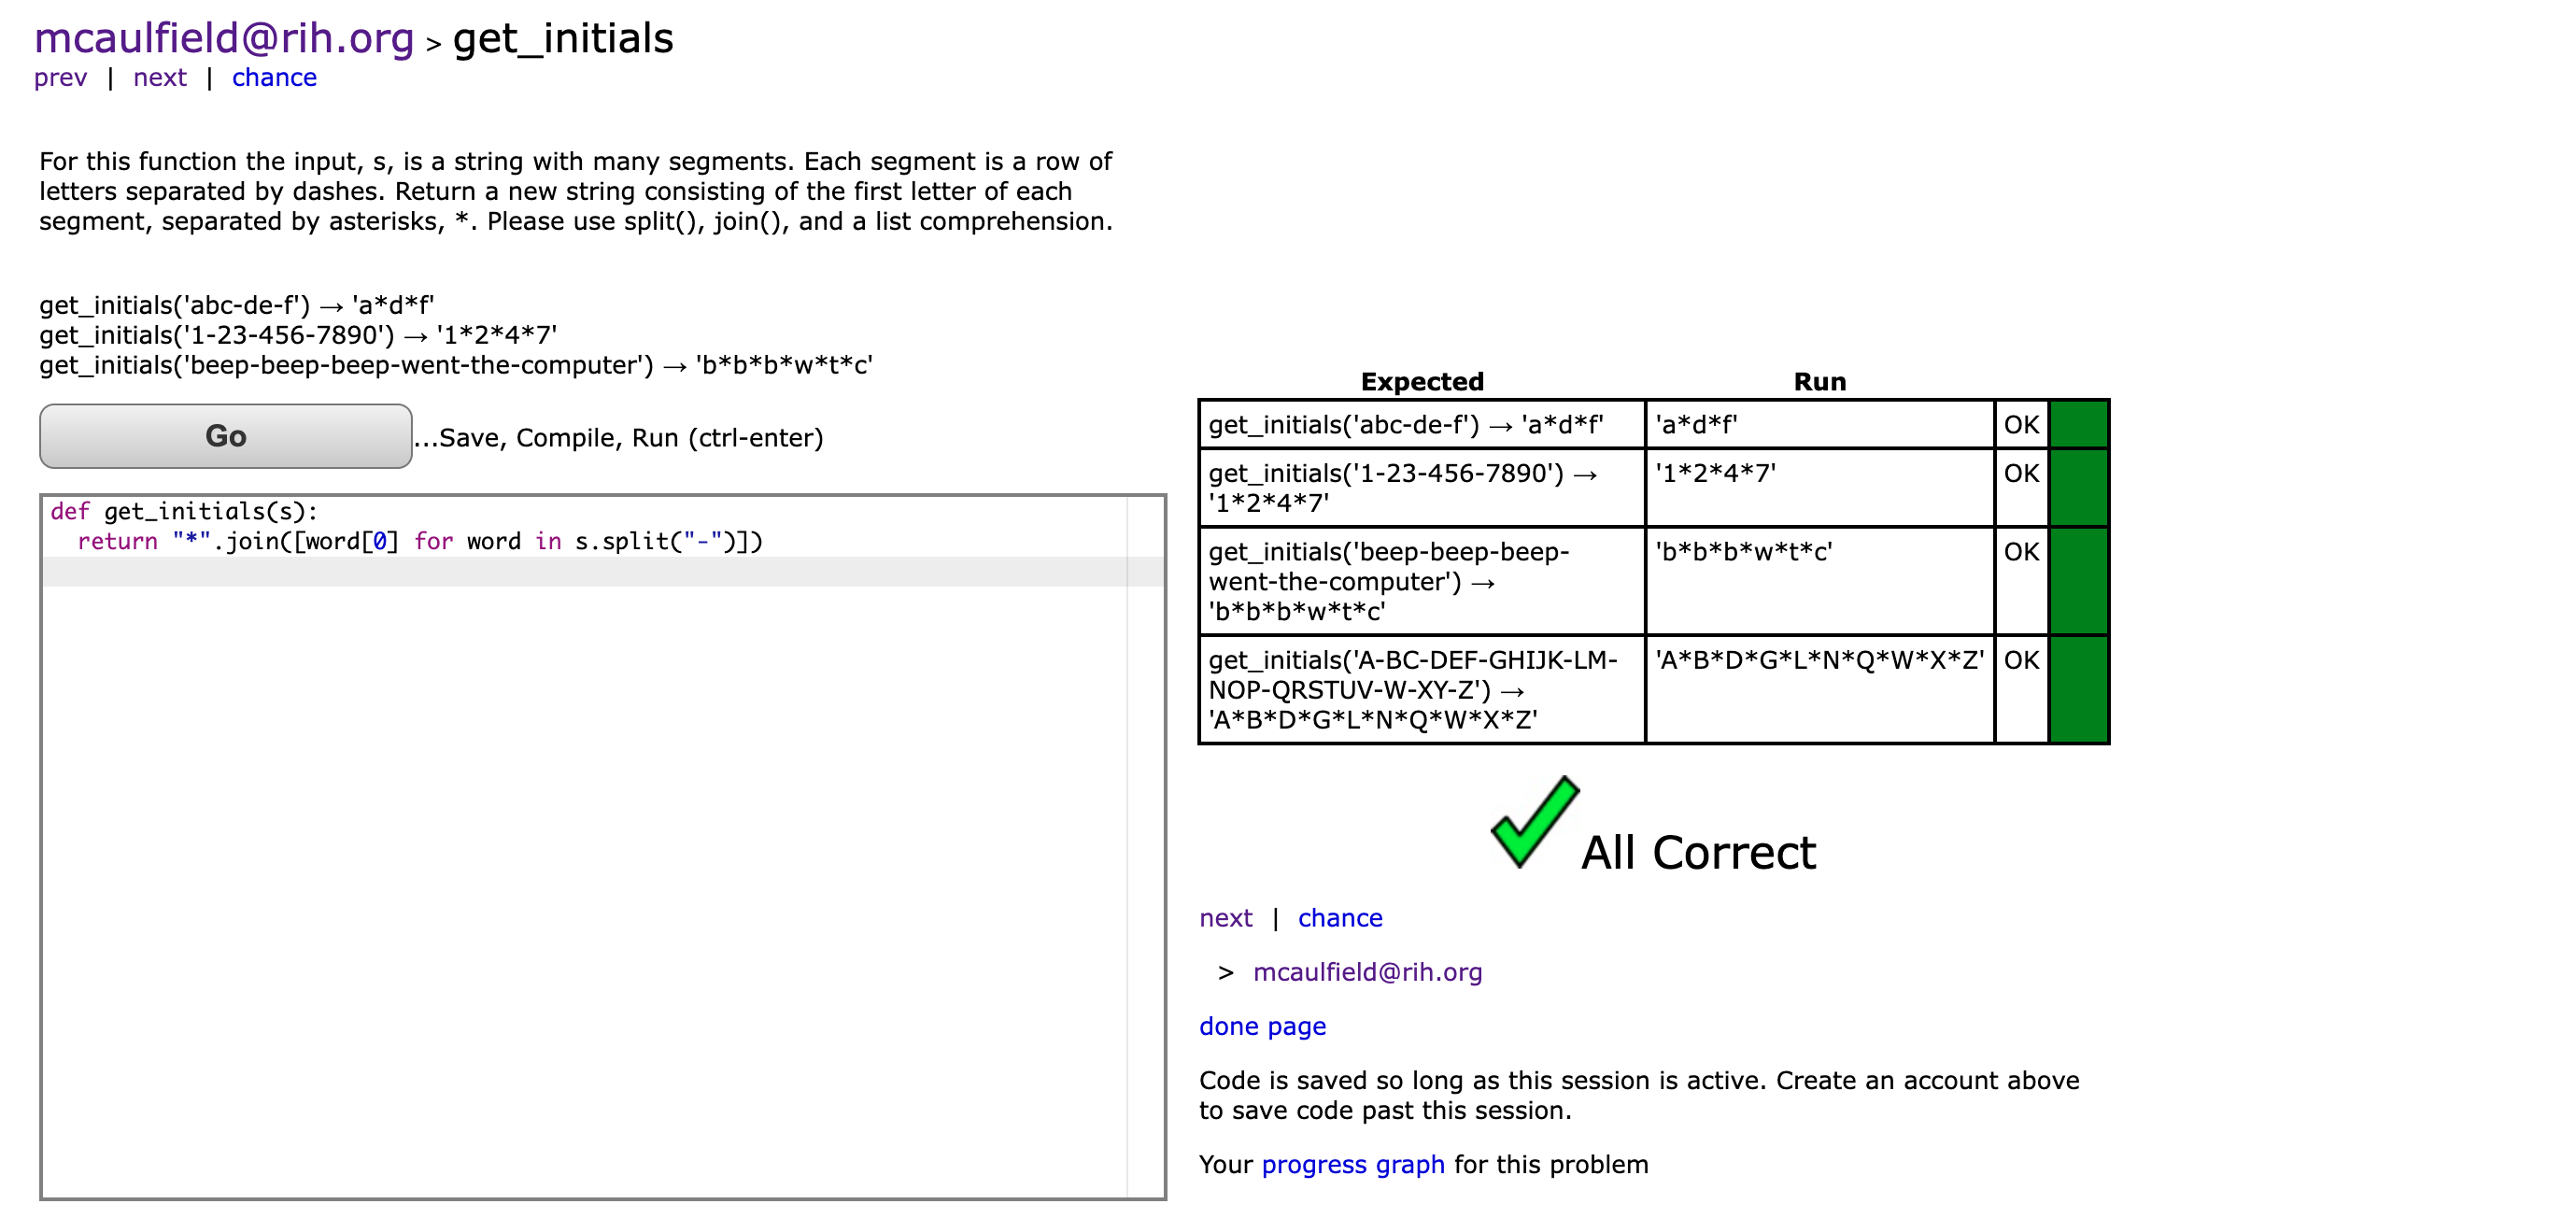 mcaulfield@rih.org > get_initials
prev | next | chance
For this function the input, s, is a string with many segments. Each segment is a row of
letters separated by dashes. Return a new string consisting of the first letter of each
segment, separated by asterisks, *. Please use split(), join(), and a list comprehension.
get_initials('abc-de-f') → 'a*d*f'
get_initials('1-23-456-7890') → '1*2*4*7'
get_initials('beep-beep-beep-went-the-computer') → 'b*b*b*w*t*c'
Go ...Save, Compile, Run (ctrl-enter)
def get_initials(s):
  return "*".join([word[0] for word in s.split("-")])
Expected Run
get_initials('abc-de-f') → 'a*d*f' 'a*d*f' OK
get_initials('1-23-456-7890') → '1*2*4*7' OK
'1*2*4*7'
get_initials('beep-beep-beep- 'b*b*b*w*t*c' OK
went-the-computer') →
'b*b*b*w*t*c'
get_initials('A-BC-DEF-GHIJK-LM- 'A*B*D*G*L*N*Q*W*X*Z' OK
NOP-QRSTUV-W-XY-Z') →
'A*B*D*G*L*N*Q*W*X*Z'
All Correct
next | chance
> mcaulfield@rih.org
done page
Code is saved so long as this session is active. Create an account above
to save code past this session.
Your progress graph for this problem